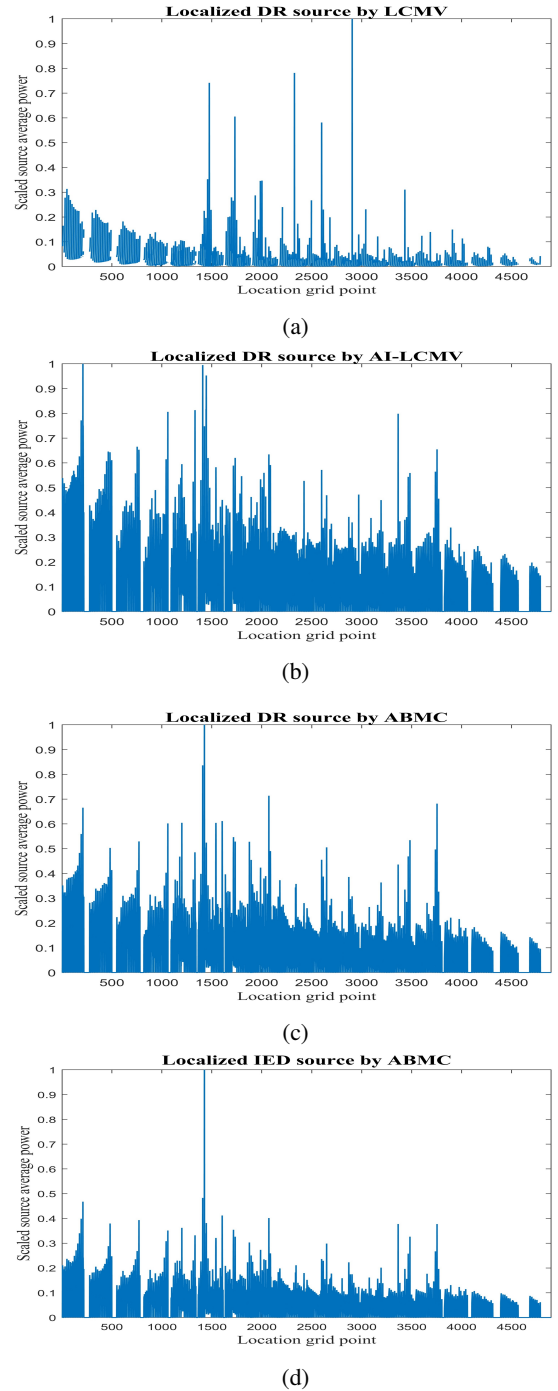 Localized DR source by LCMV
Scaled source average power
1
0.9
0.8
0.7
0.6
0.5
0.4
0.3
0.2
0.1
0
500 1000 1500 2000 2500 3000 3500 4000 4500
Location grid point
(a)
Localized DR source by AI-LCMV
Scaled source average power
1
0.9
0.8
0.7
0.6
0.5
0.4
0.3
0.2
0.1
0
500 1000 1500 2000 2500 3000 3500 4000 4500
Location grid point
(b)
Localized DR source by ABMC
Scaled source average power
1
0.9
0.8
0.7
0.6
0.5
0.4
0.3
0.2
0.1
0
500 1000 1500 2000 2500 3000 3500 4000 4500
Location grid point
(c)
Localized IED source by ABMC
Scaled source average power
1
0.9
0.8
0.7
0.6
0.5
0.4
0.3
0.2
0.1
0
500 1000 1500 2000 2500 3000 3500 4000 4500
Location grid point
(d)